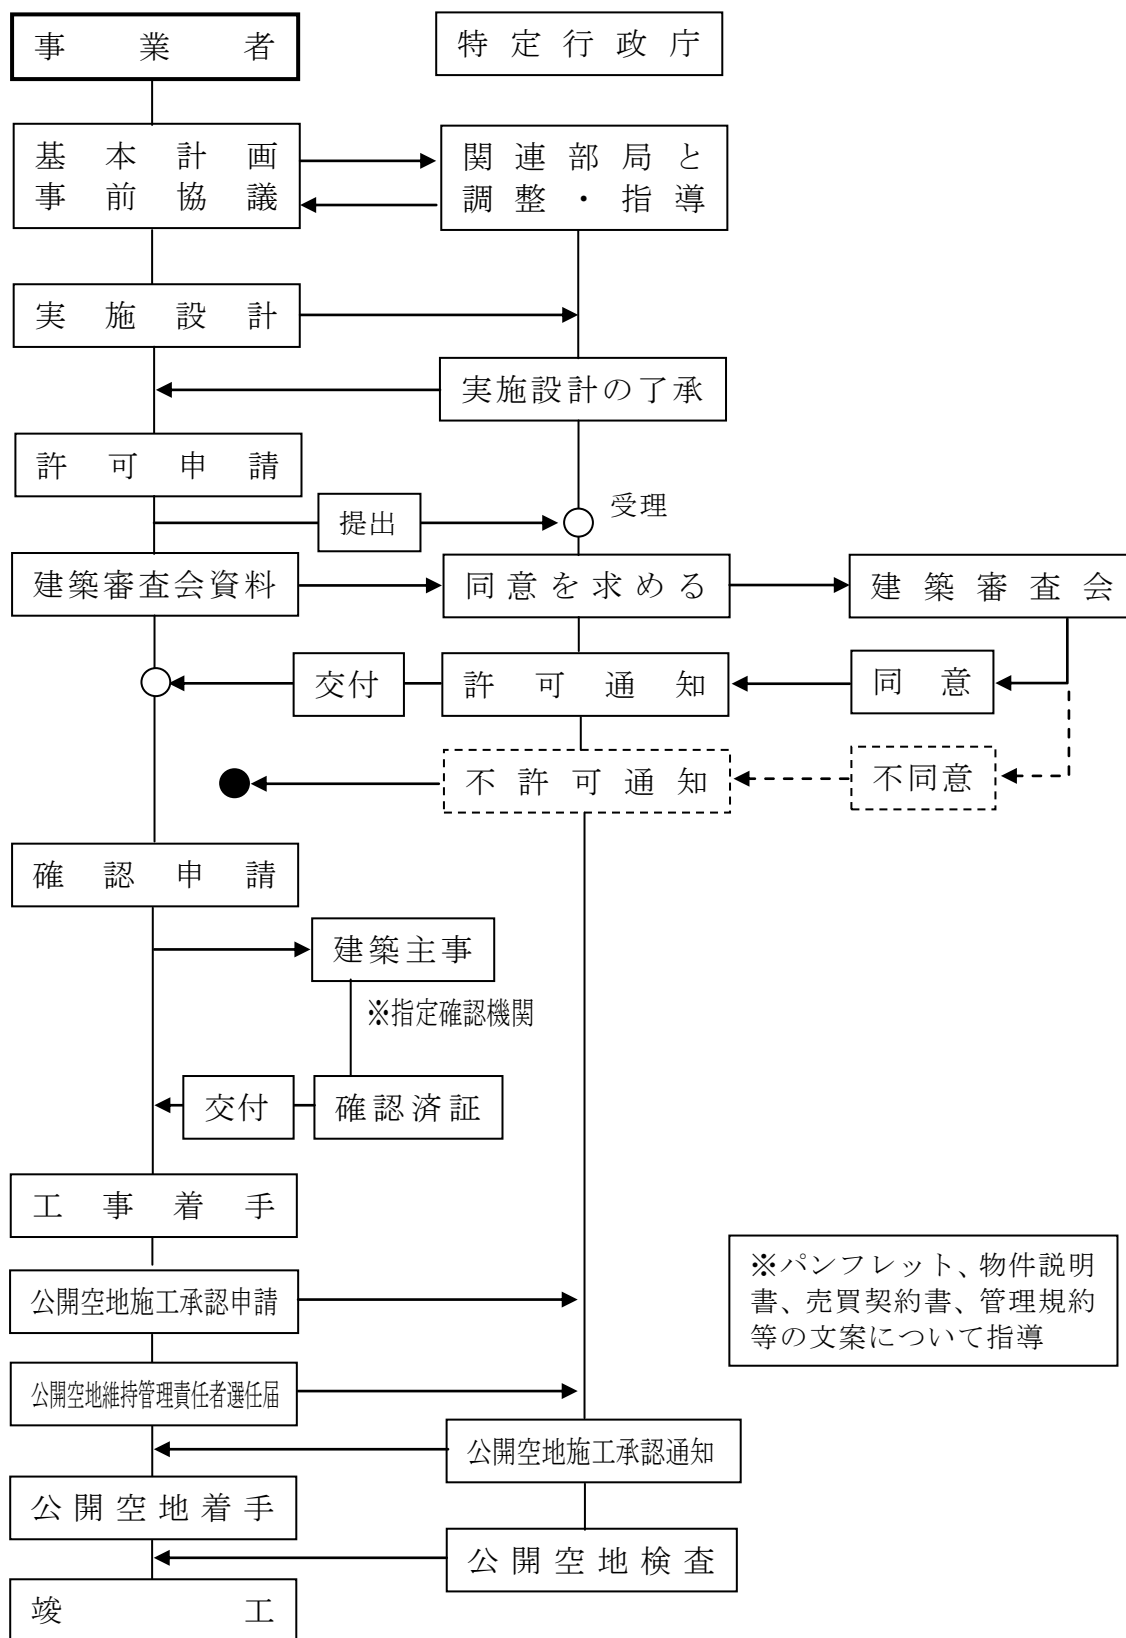 事業者
特定行政庁
基本計画
事前協議
関連部局と
調整・指導
実施設計
実施設計の了承
許可申請
提出
受理
建築審査会資料
同意を求める
建築審査会
交付
許可通知
同意
不許可通知
不同意
確認申請
建築主事
※指定確認機関
交付
確認済証
工事着手
※パンフレット、物件説明
書、売買契約書、管理規約
等の文案について指導
公開空地施工承認申請
公開空地維持管理責任者選任届
公開空地施工承認通知
公開空地着手
公開空地検査
竣工